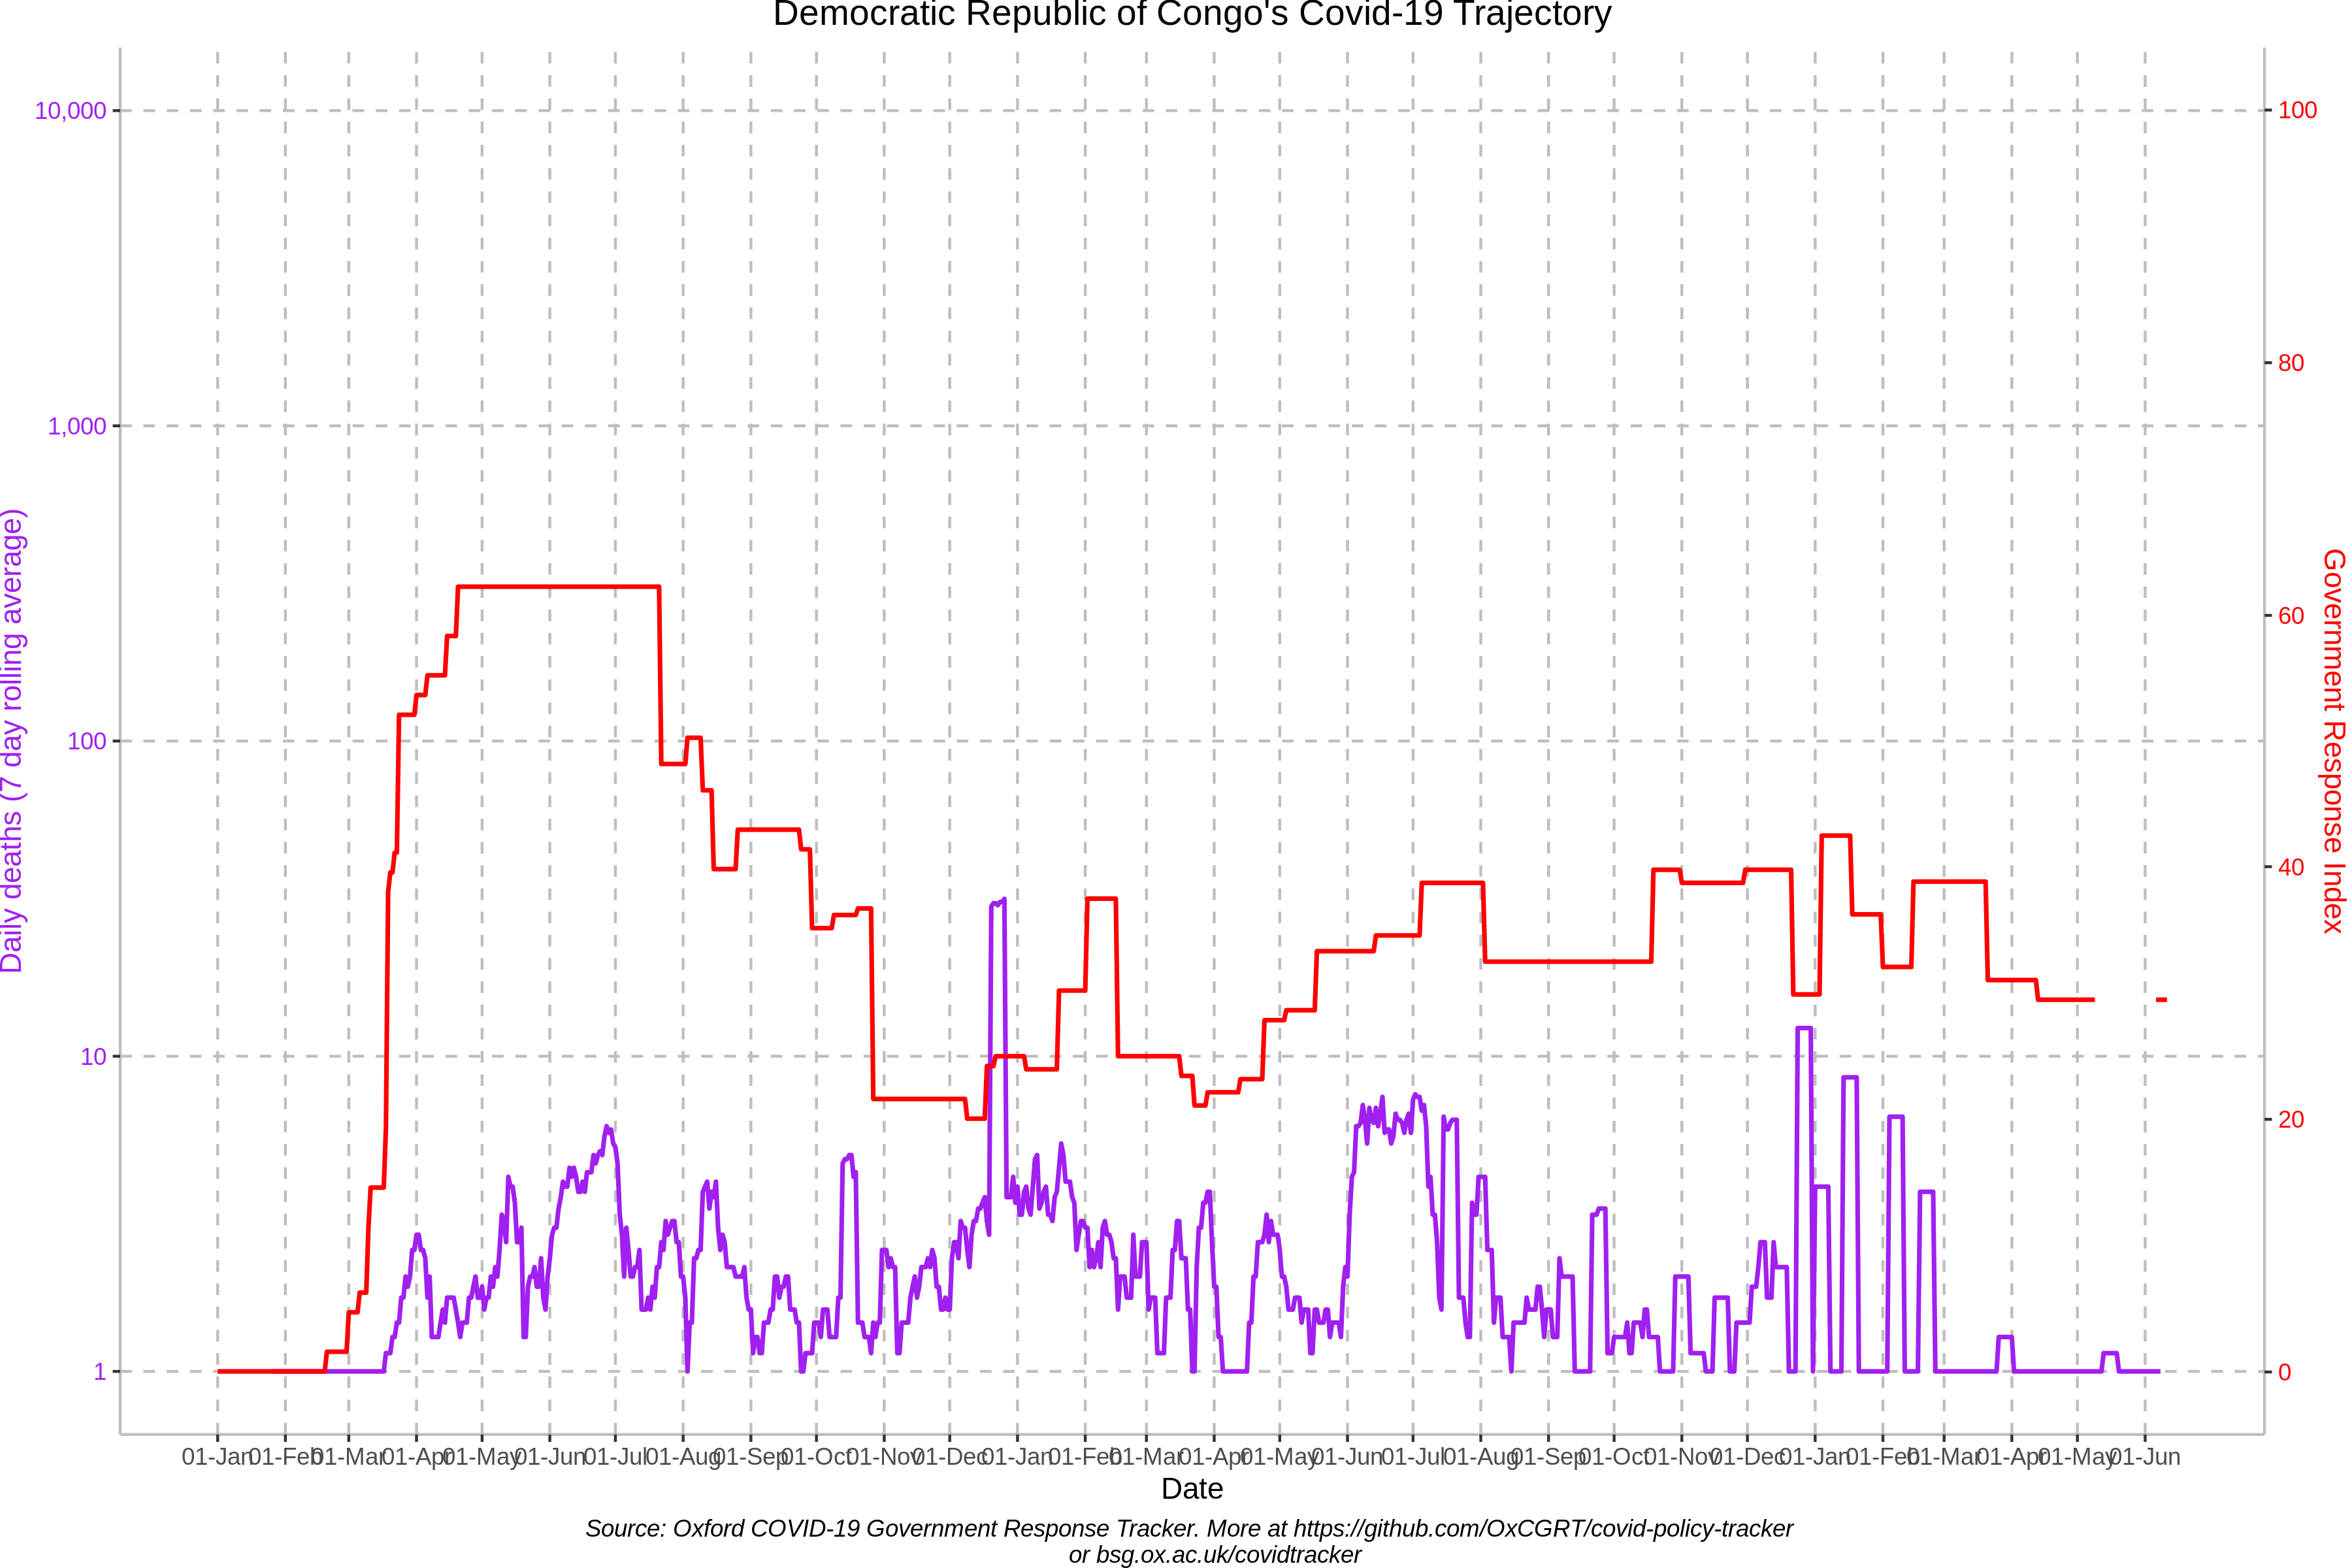 Democratic Republic of Congo's Covid-19 Trajectory
10,000
1,000
100
10
1
Daily deaths (7 day rolling average)
100
80
60
40
20
0
Government Response Index
01-Jan 01-Feb 01-Mar 01-Apr 01-May 01-Jun 01-Jul 01-Aug 01-Sep 01-Oct 01-Nov 01-Dec 01-Jan 01-Feb 01-Mar 01-Apr 01-May 01-Jun 01-Jul 01-Aug 01-Sep 01-Oct 01-Nov 01-Dec 01-Jan 01-Feb 01-Mar 01-Apr 01-May 01-Jun
Date
Source: Oxford COVID-19 Government Response Tracker. More at https://github.com/OxCGRT/covid-policy-tracker
or bsg.ox.ac.uk/covidtracker